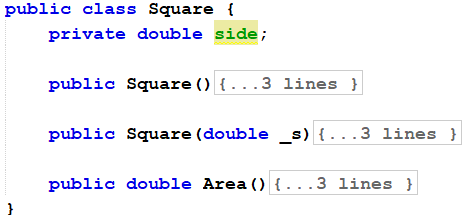 public class Square {
private double side;
public Square(){...3 lines }
public Square(double _s){...3 lines }
public double Area(){...3 lines }
}